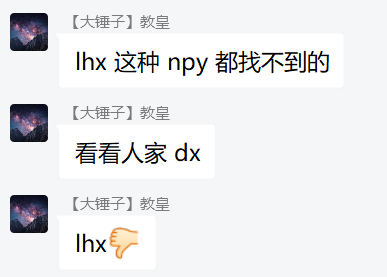 【大锤子】教皇
lhx 这种 npy 都找不到的
【大锤子】教皇
看看人家 dx
【大锤子】教皇
lhx👎